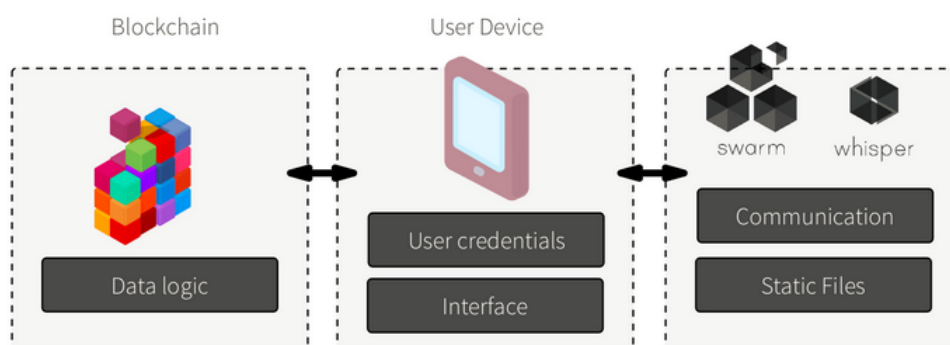 Blockchain
User Device
swarm
whisper
Data logic
User credentials
Interface
Communication
Static Files